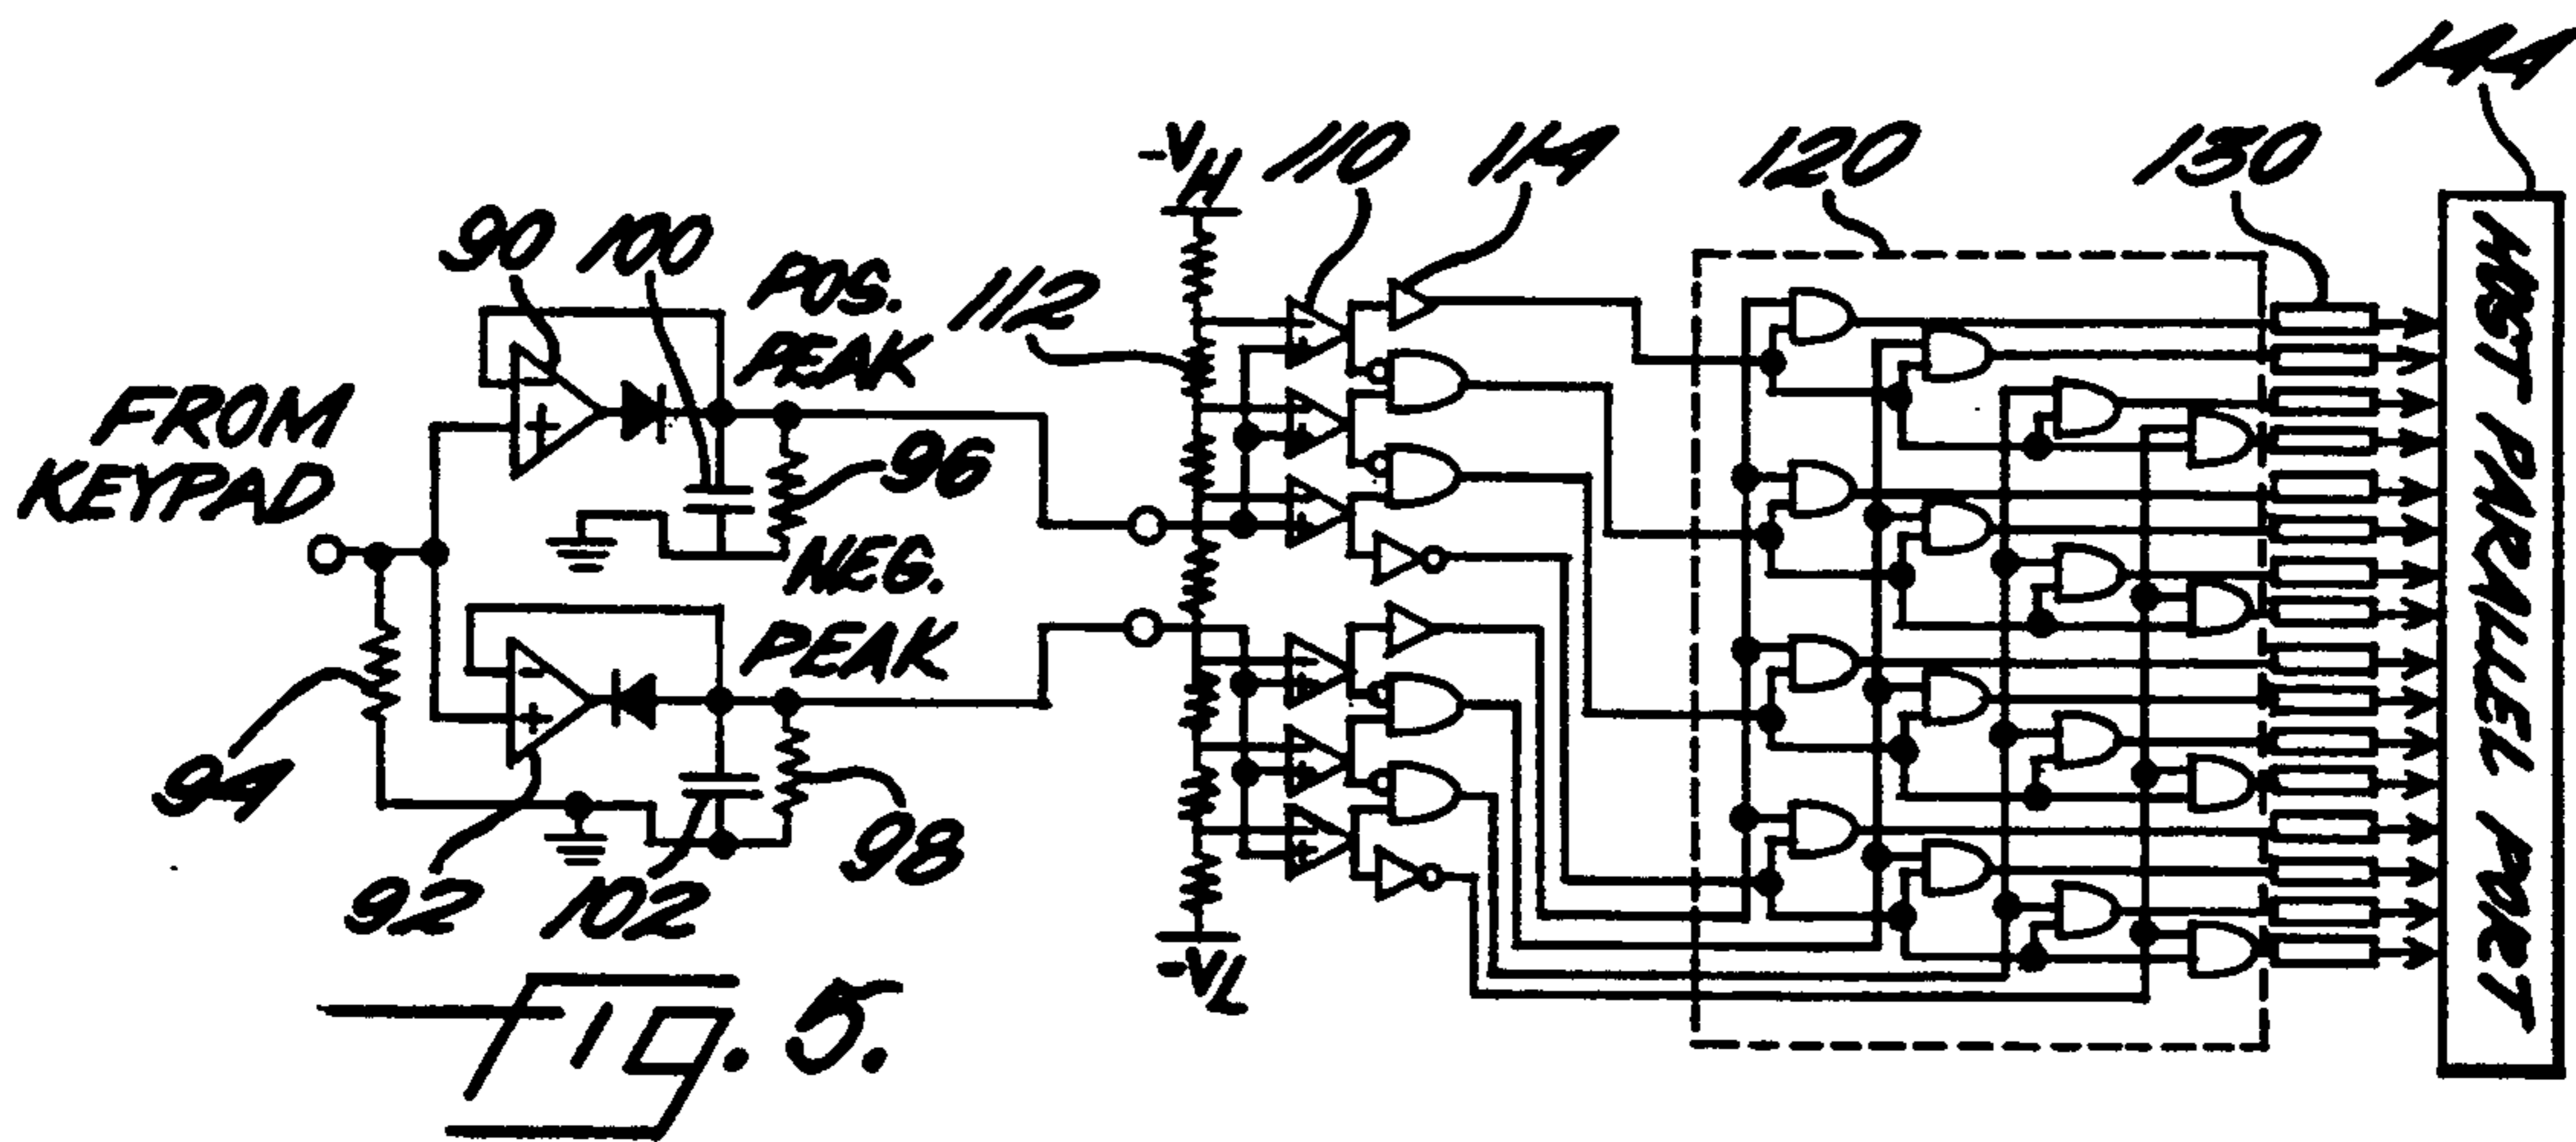 144
-VH
110
114
120
130
90
100
POS.
PEAK
112
FROM
KEYPAD
96
NEG.
PEAK
94
98
92
102
-VL
HOST PARALLEL PORT
Fig. 5.